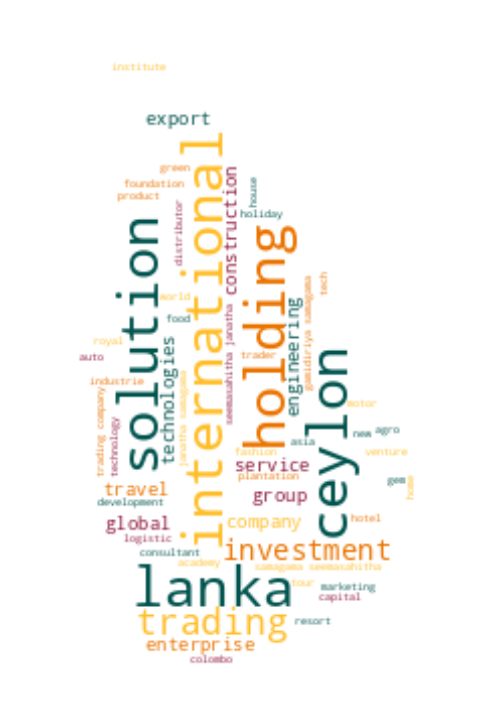 institute
export
international
green
foundation
product
distributor
construction
house
holiday
solution
holding
world
food
technologies
seemasahitha janatha
trader
engineering
gamidiriya samagama
tech
royal
auto
industrie
trading company
technology
janatha samagama
ceylon
motor
new
agro
asia
venture
fashion
service
plantation
gem
home
travel
development
group
global
logistic
company
hotel
consultant
academy
investment
samagama seemasahitha
lanka
tour
marketing
capital
trading
resort
enterprise
colombo